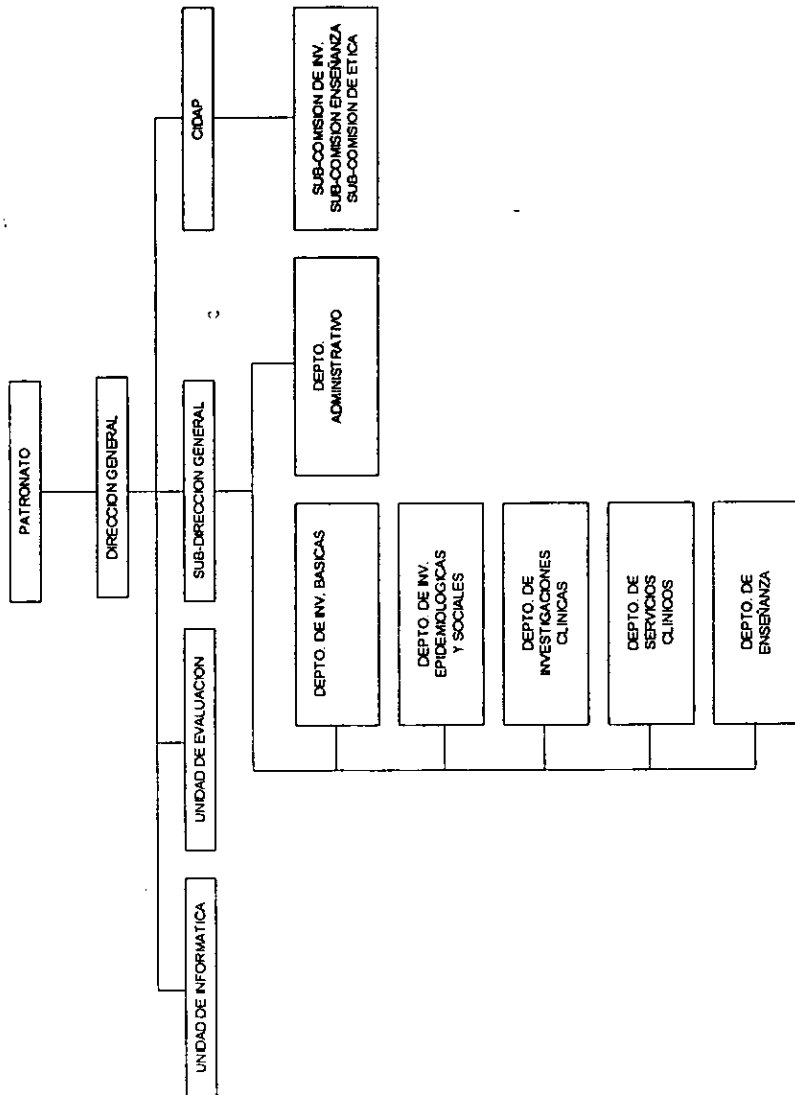 PATRONATO
DIRECCION GENERAL
UNIDAD DE INFORMATICA
UNIDAD DE EVALUACION
SUB-DIRECCION GENERAL
CIDAP
DEPTO. DE INV. BASICAS
DEPTO.
ADMINISTRATIVO
SUB-COMISION DE INV.
SUB-COMISION ENSEÑANZA
SUB-COMISION DE ETICA
DEPTO. DE INV.
EPIDEMIOLOGICAS
Y SOCIALES
DEPTO. DE
INVESTIGACIONES
CLINICAS
DEPTO. DE
SERVICIOS
CLINICOS
DEPTO. DE
ENSEÑANZA